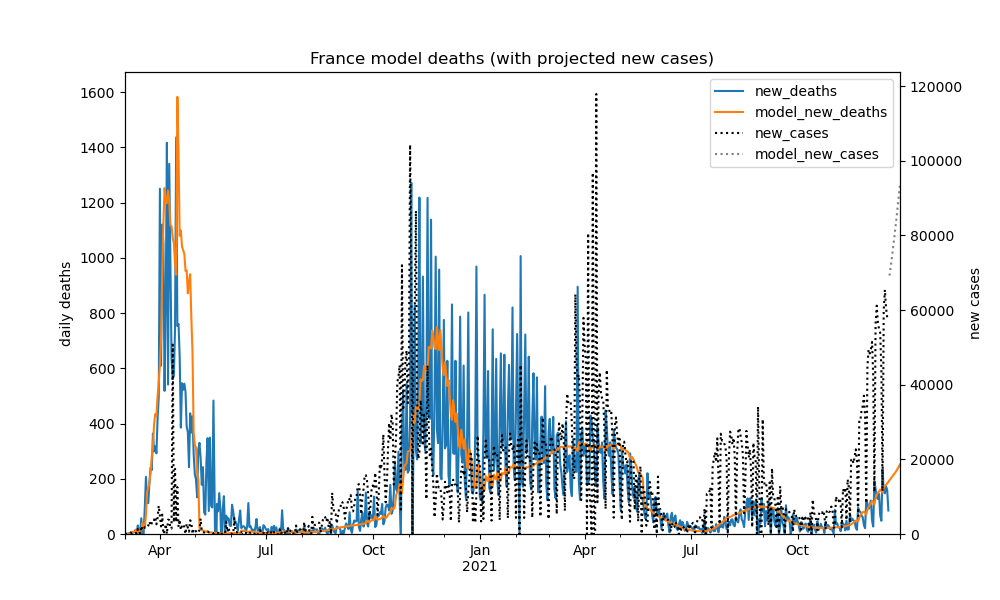 France model deaths (with projected new cases)
1600
1400
1200
1000
800
600
400
200
0
daily deaths
120000
100000
80000
60000
40000
20000
0
new cases
new_deaths
model_new_deaths
new_cases
model_new_cases
Apr Jul Oct Jan Apr Jul Oct
2021